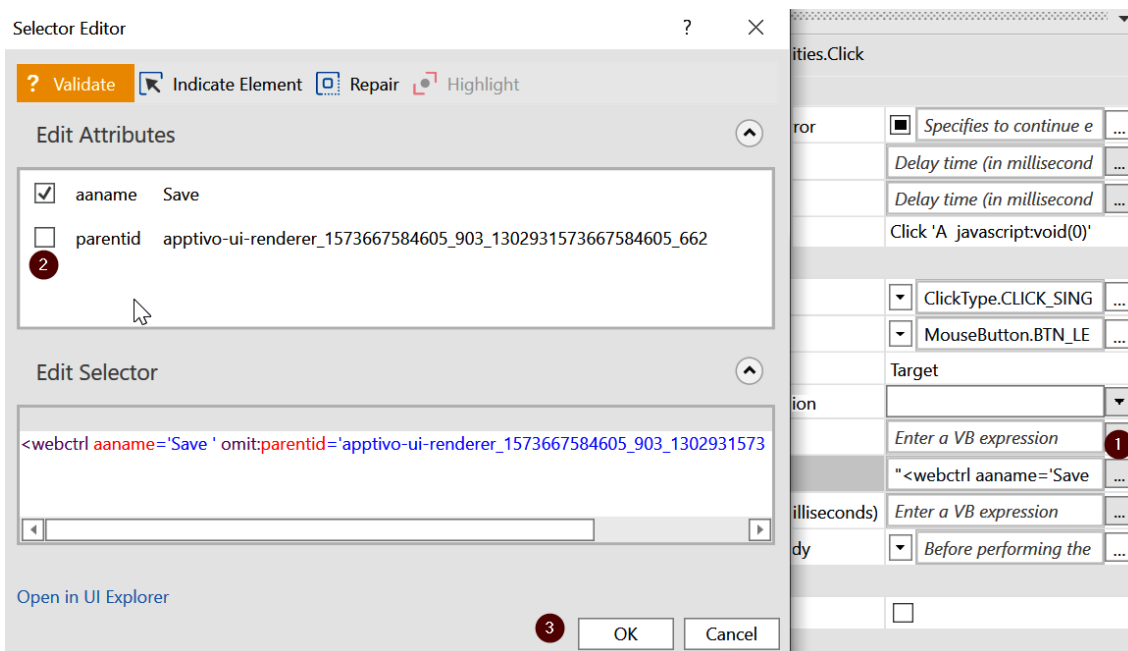 Selector Editor
?
? Validate
Indicate Element
Repair
Highlight
Edit Attributes
aaname
Save
parentid
apptivo-ui-renderer_1573667584605_903_1302931573667584605_662
2
Edit Selector
<webctrl aaname='Save ' omit:parentid='apptivo-ui-renderer_1573667584605_903_1302931573
Open in UI Explorer
3
OK
Cancel
ities.Click
ror
Specifies to continue e
...
Delay time (in millisecond
...
Delay time (in millisecond
...
Click 'A javascript:void(0)'
ClickType.CLICK_SING
...
MouseButton.BTN_LE
...
Target
ion
Enter a VB expression
1
"<webctrl aaname='Save
...
illiseconds)
Enter a VB expression
...
dy
Before performing the
...